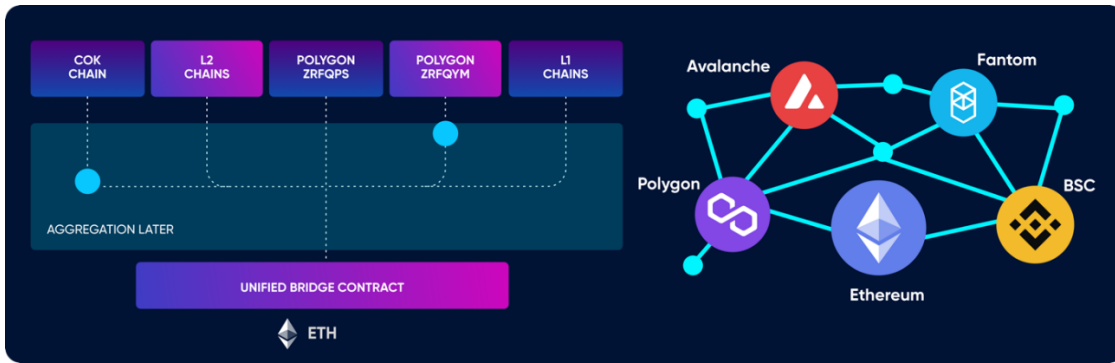 COK
CHAIN
L2
CHAINS
POLYGON
ZRFQPS
POLYGON
ZRFQYM
L1
CHAINS
AGGREGATION LATER
UNIFIED BRIDGE CONTRACT
ETH
Avalanche
Fantom
Polygon
BSC
Ethereum